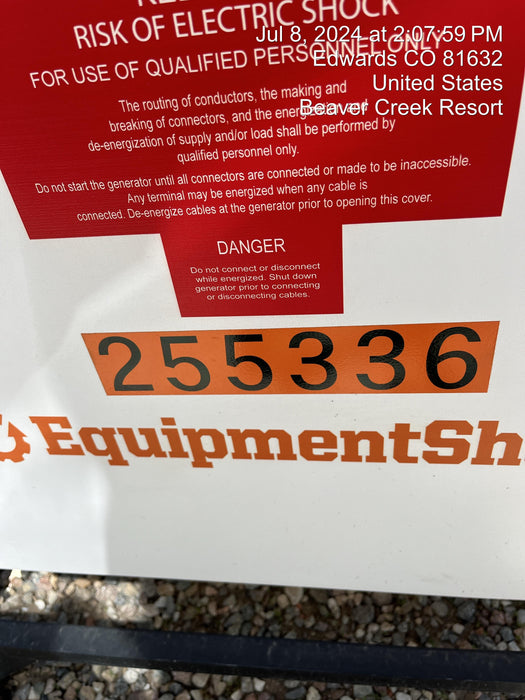 RISK OF ELECTRIC SHOCK
FOR USE OF QUALIFIED PERSONNEL ONLY
The routing of conductors, the making and
breaking of connectors, and the energization and
de-energization of supply and/or load shall be performed by
qualified personnel only.
Do not start the generator until all connectors are connected or made to be inaccessible.
Any terminal may be energized when any cable is
connected. De-energize cables at the generator prior to opening this cover.
DANGER
Do not connect or disconnect
while energized. Shut down
generator prior to connecting
or disconnecting cables.
255336
EquipmentSh
Jul 8, 2024 at 2:07:59 PM
Edwards CO 81632
United States
Beaver Creek Resort